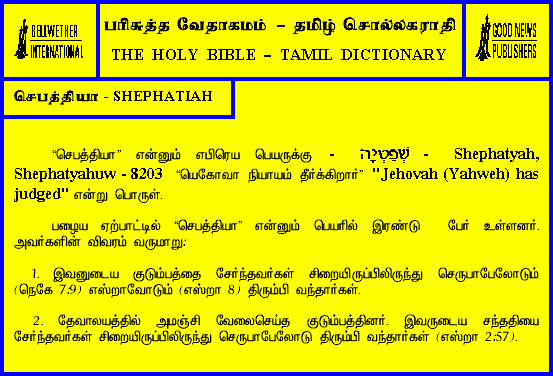 BELLWETHER
INTERNATIONAL
பரிசுத்த வேதாகமம் – தமிழ் சொல்லகராதி
THE HOLY BIBLE – TAMIL DICTIONARY
GOOD NEWS
PUBLISHERS
செபத்தியா - SHEPHATIAH
“செபத்தியா” என்னும் எபிரெய பெயருக்கு - שְׁפַטְיָה - Shephatyah,
Shephatyahuw - 8203 “யெகோவா நியாயம் தீர்க்கிறார்” "Jehovah (Yahweh) has
judged" என்று பொருள்.
பழைய ஏற்பாட்டில் “செபத்தியா” என்னும் பெயரில் இரண்டு பேர் உள்ளனர்.
அவர்களின் விவரம் வருமாறு:
1. இவனுடைய குடும்பத்தை சேர்ந்தவர்கள் சிறையிருப்பிலிருந்து செருபாபேலோடும்
(நெகே 7:9) எஸ்றாவோடும் (எஸ்றா 8) திரும்பி வந்தார்கள்.
2. தேவாலயத்தில் அமஞ்சி வேலைசெய்த குடும்பத்தினர். இவருடைய சந்ததியை
சேர்ந்தவர்கள் சிறையிருப்பிலிருந்து செருபாபேலோடு திரும்பி வந்தார்கள் (எஸ்றா 2:57).